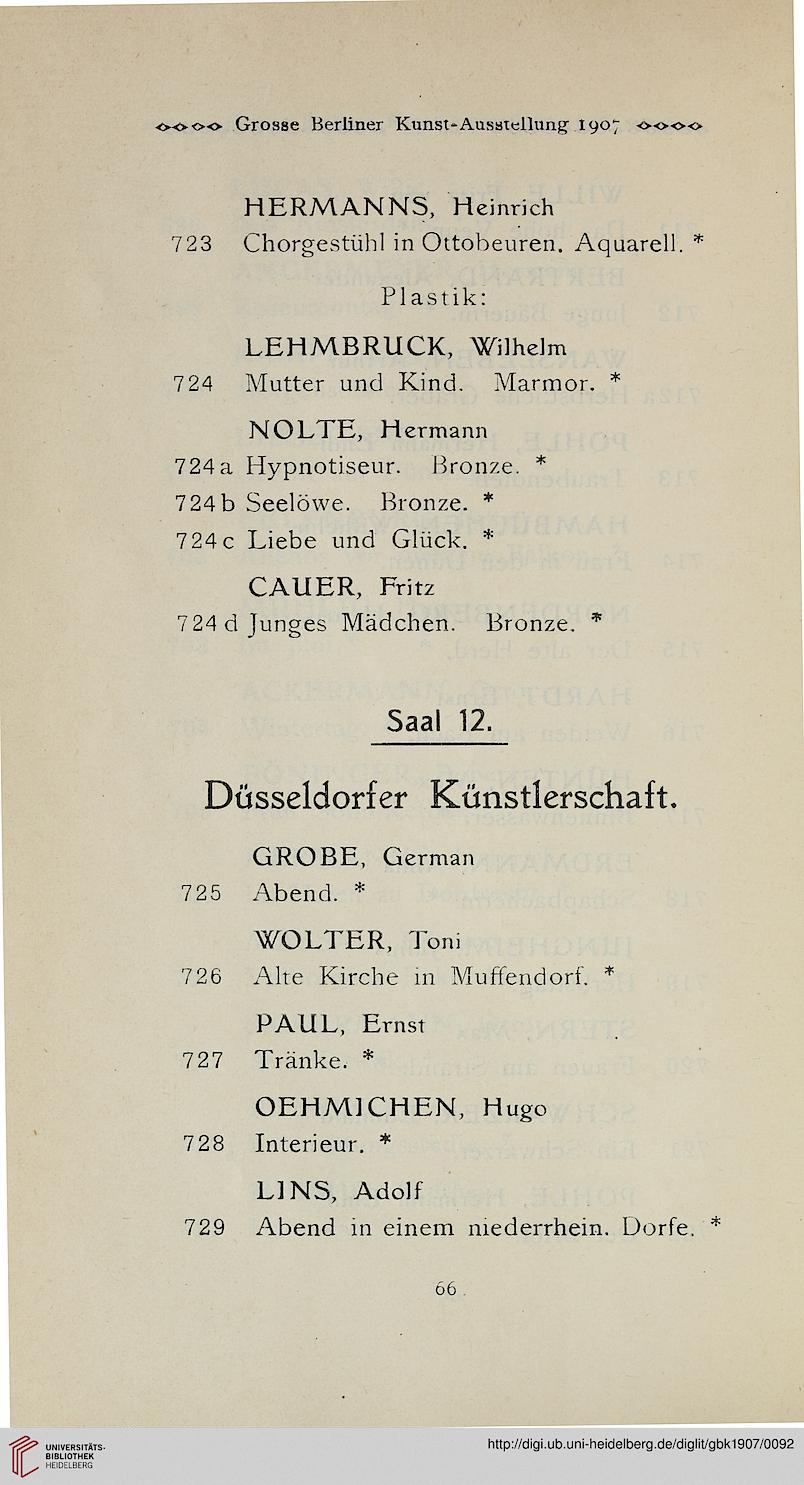 Grosse Berliner Kunst-Ausstellung 1907
HERMANNS, Heinrich
723 Chorgestühl in Ottobeuren. Aquarell. *
Plastik:
LEHMBRUCK, Wilhelm
724 Mutter und Kind. Marmor. *
NOLTE, Hermann
724a Hypnotiseur. Bronze. *
724b Seelöwe. Bronze. *
724c Liebe und Glück. *
CAUER, Fritz
724d Junges Mädchen. Bronze. *
Saal 12.
Düsseldorfer Künstlerschaft.
GROBE, German
725 Abend. *
WOLTER, Toni
726 Alte Kirche in Muffendorf. *
PAUL, Ernst
727 Tränke. *
OEHMICHEN, Hugo
728 Interieur. *
LINS, Adolf
729 Abend in einem niederrhein. Dorfe. *
66
UNIVERSITÄTS-
BIBLIOTHEK
HEIDELBERG
http://digi.ub.uni-heidelberg.de/diglit/gbk1907/0092